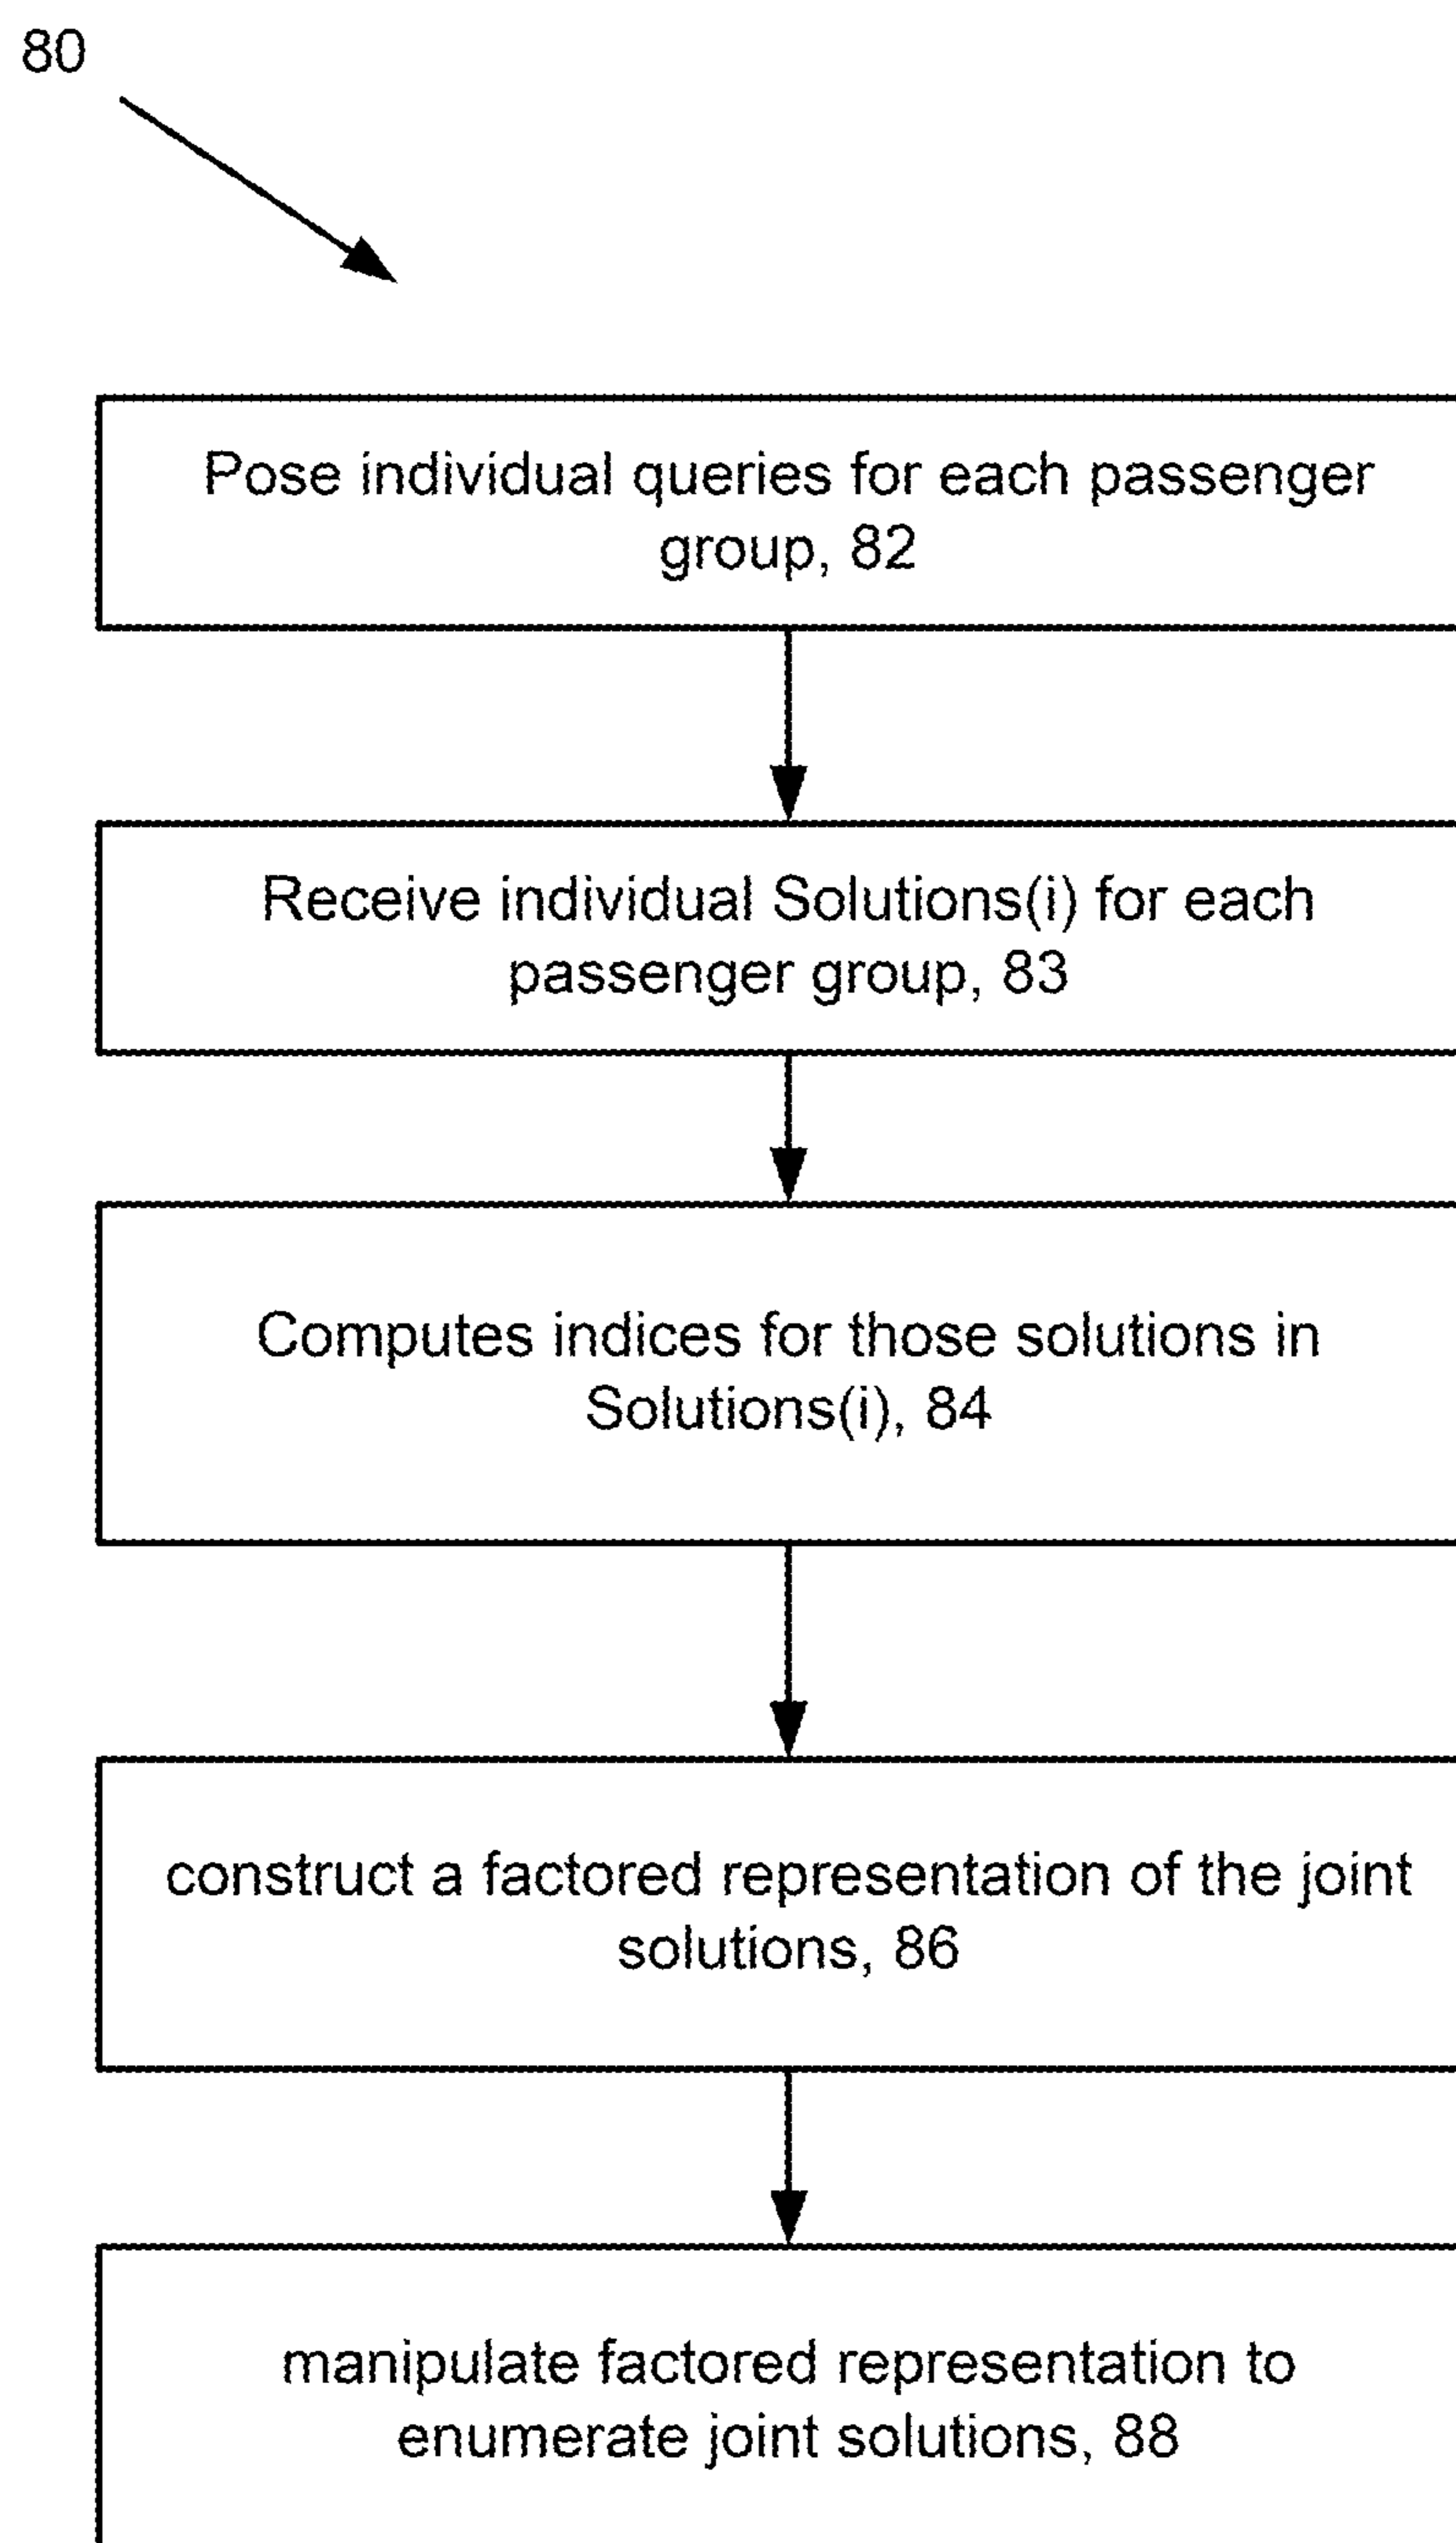 80
Pose individual queries for each passenger
group, 82
Receive individual Solutions(i) for each
passenger group, 83
Computes indices for those solutions in
Solutions(i), 84
construct a factored representation of the joint
solutions, 86
manipulate factored representation to
enumerate joint solutions, 88